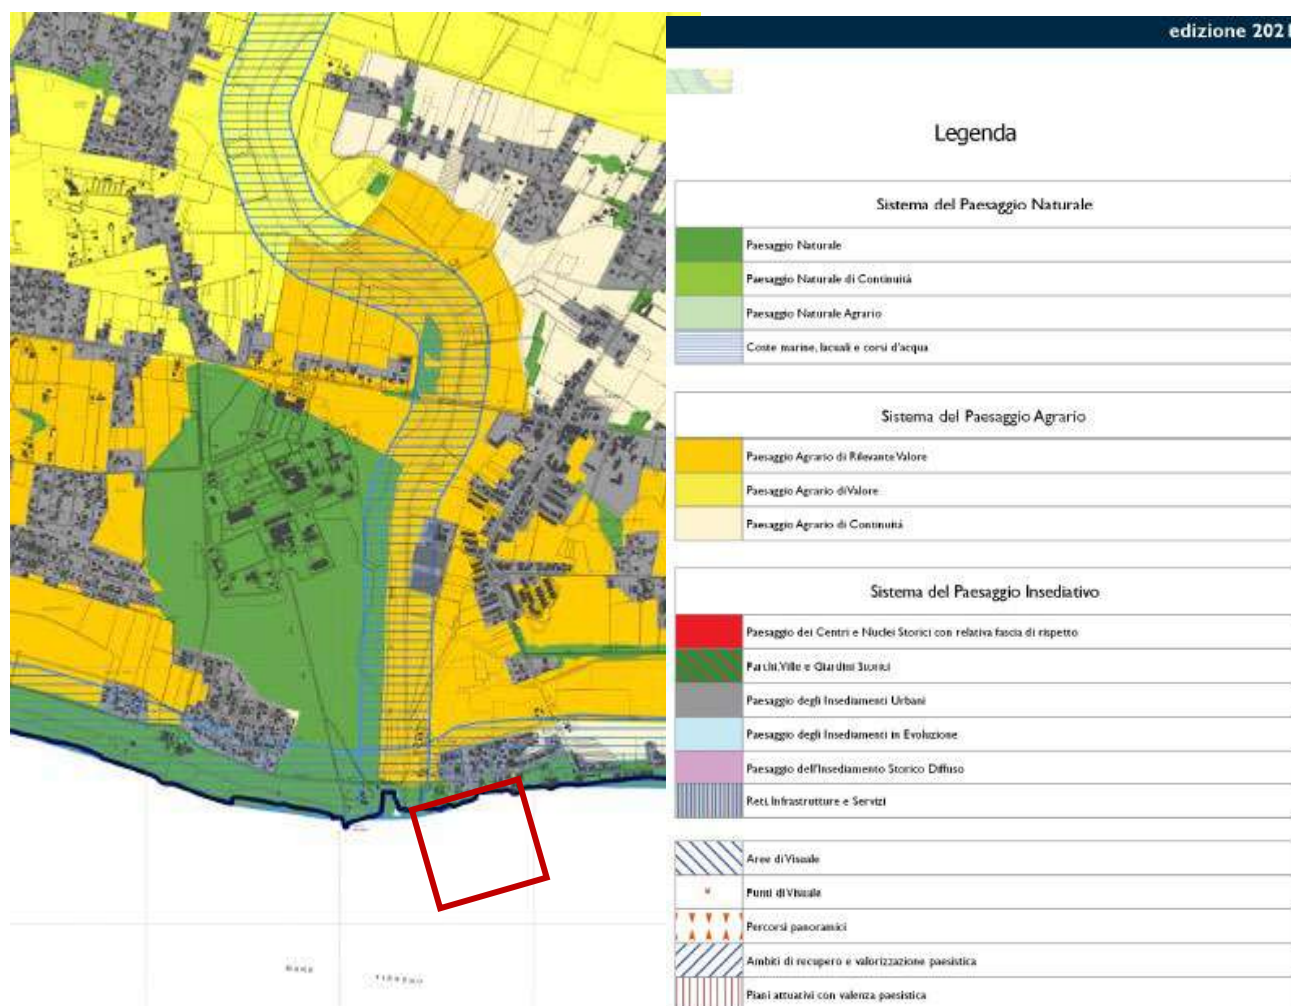 edizione 2021
Legenda
Sistema del Paesaggio Naturale
Paesaggio Naturale
Paesaggio Naturale di Continuità
Paesaggio Naturale Agrario
Coste marine, lacuali e corsi d'acqua
Sistema del Paesaggio Agrario
Paesaggio Agrario di Rilevante Valore
Paesaggio Agrario di Valore
Paesaggio Agrario di Continuità
Sistema del Paesaggio Insediativo
Paesaggio dei Centri e Nuclei Storici con relativa fascia di rispetto
Parchi, Ville e Giardini Storici
Paesaggio degli Insediamenti Urbani
Paesaggio degli Insediamenti in Evoluzione
Paesaggio dell'Insediamento Storico Diffuso
Reti, Infrastrutture e Servizi
Aree di Visuale
Punti di Visuale
Percorsi panoramici
Ambiti di recupero e valorizzazione paesistica
Piani attuativi con valenza paesistica
MARE TIRRENO